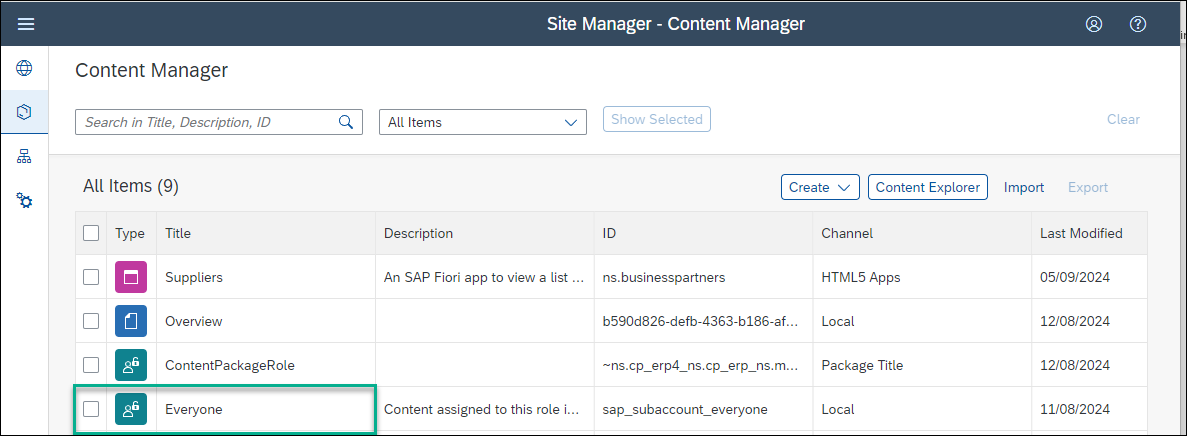 Site Manager - Content Manager
Content Manager
Search in Title, Description, ID All Items Show Selected Clear
All Items (9) Create Content Explorer Import Export
Type Title Description ID Channel Last Modified
Suppliers An SAP Fiori app to view a list ... ns.businesspartners HTML5 Apps 05/09/2024
Overview b590d826-defb-4363-b186-af... Local 12/08/2024
ContentPackageRole ~ns.cp_erp4_ns.cp_erp_ns.m... Package Title 12/08/2024
Everyone Content assigned to this role i... sap_subaccount_everyone Local 11/08/2024